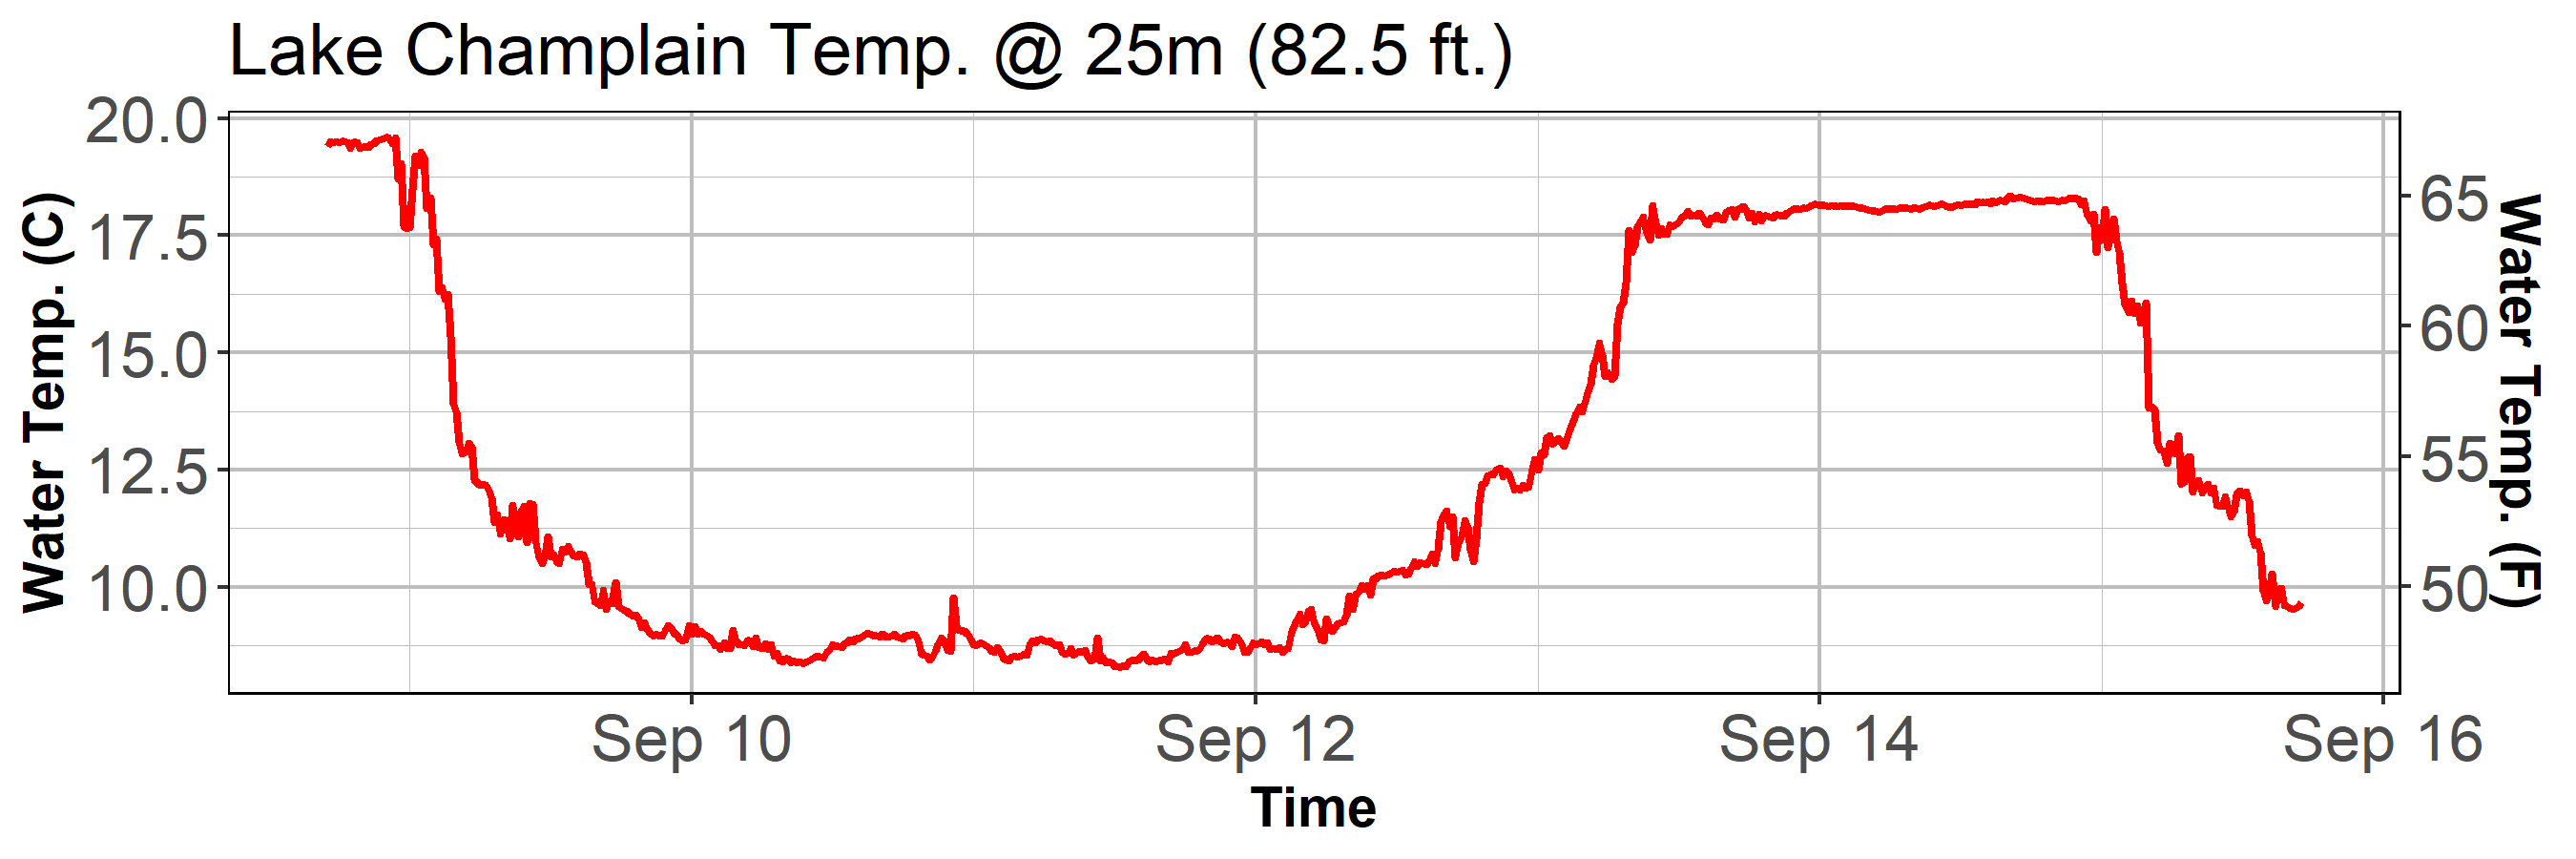 Lake Champlain Temp. @ 25m (82.5 ft.)
Water Temp. (C)
20.0
17.5
15.0
12.5
10.0
65
60
55
50
Water Temp. (F)
Sep 10
Sep 12
Sep 14
Sep 16
Time